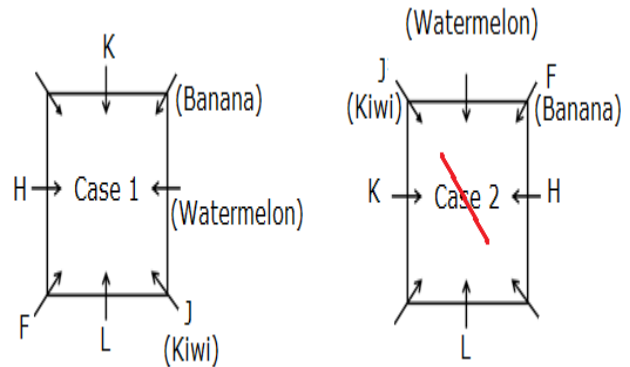 K
(Banana)
H
Case 1
(Watermelon)
F
L
J
(Kiwi)
(Watermelon)
J
(Kiwi)
F
(Banana)
K
Case 2
H
L